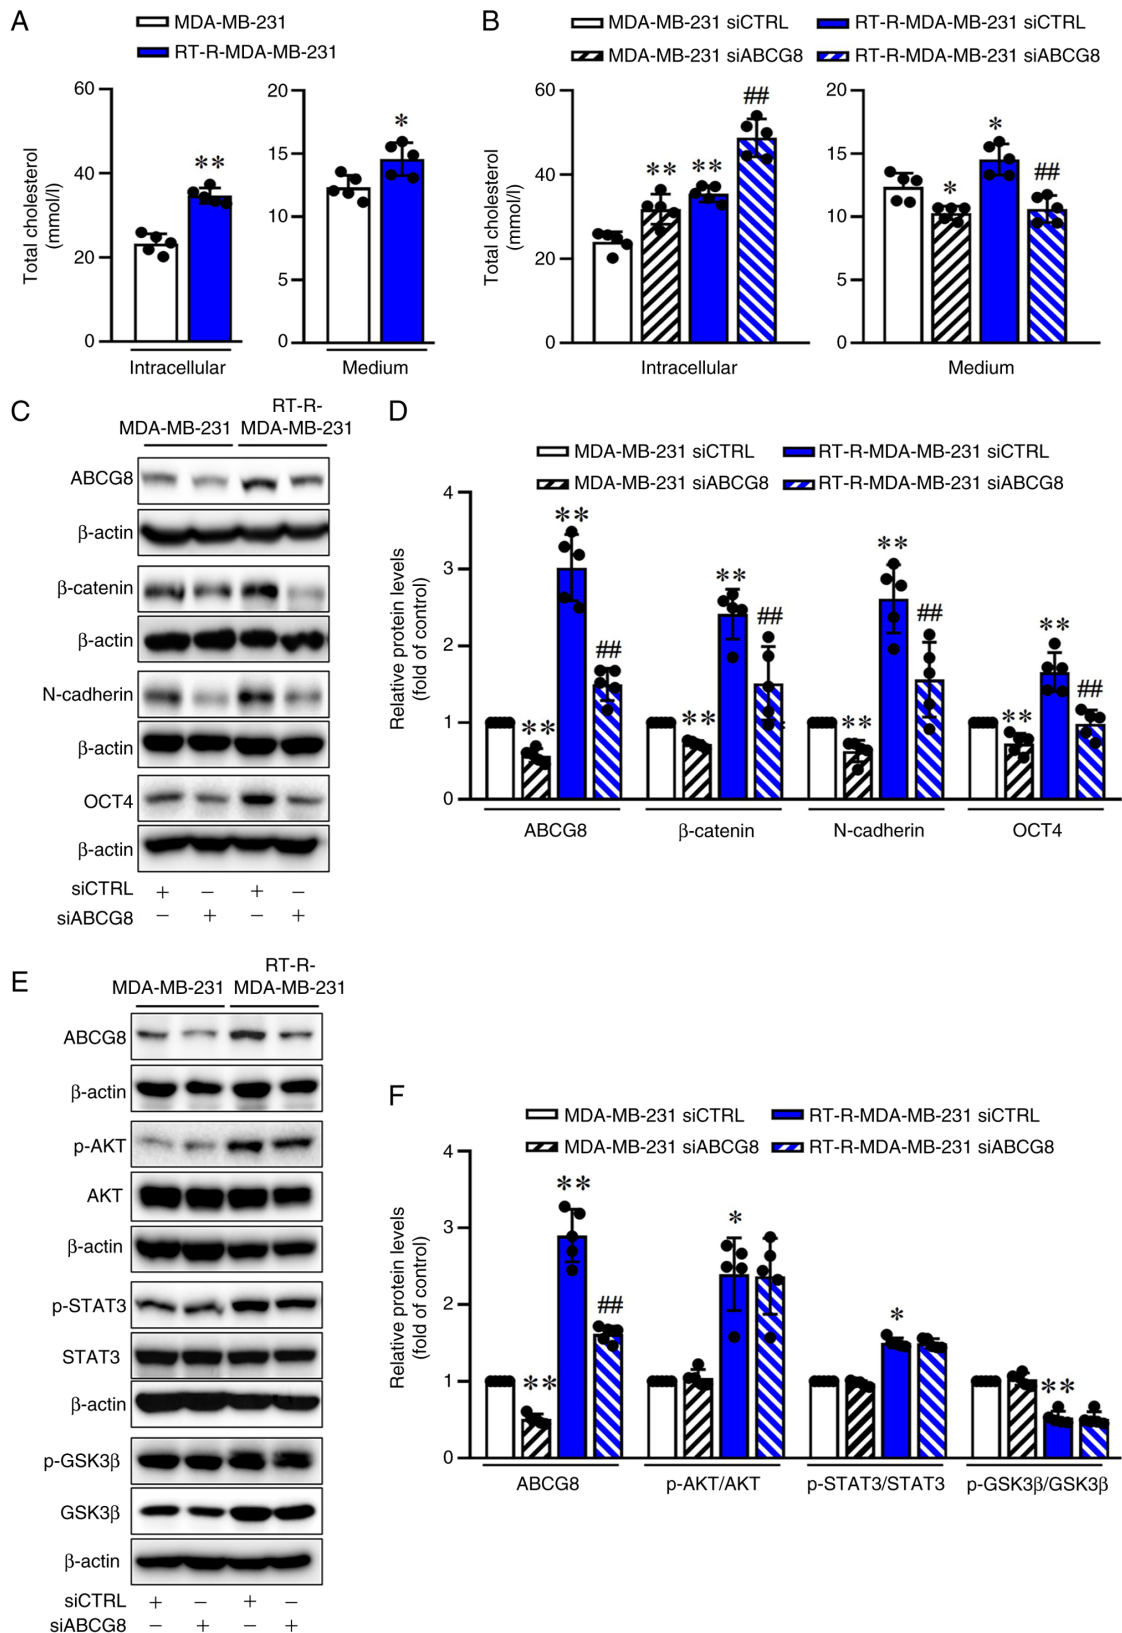 A
MDA-MB-231
RT-R-MDA-MB-231
Total cholesterol
(mmol/l)
60
40
20
0
**
Intracellular
20
15
10
5
0
*
Medium
B
MDA-MB-231 siCTRL
RT-R-MDA-MB-231 siCTRL
MDA-MB-231 siABCG8
RT-R-MDA-MB-231 siABCG8
Total cholesterol
(mmol/l)
60
40
20
0
** ** ##
Intracellular
20
15
10
5
0
* * ##
Medium
C
MDA-MB-231
RT-R-
MDA-MB-231
ABCG8
β-actin
β-catenin
β-actin
N-cadherin
β-actin
OCT4
β-actin
siCTRL + − + −
siABCG8 − + − +
D
MDA-MB-231 siCTRL
RT-R-MDA-MB-231 siCTRL
MDA-MB-231 siABCG8
RT-R-MDA-MB-231 siABCG8
Relative protein levels
(fold of control)
4
3
2
1
0
** ** ##
** ** ##
** ** ##
** ** ##
ABCG8 β-catenin N-cadherin OCT4
E
MDA-MB-231
RT-R-
MDA-MB-231
ABCG8
β-actin
p-AKT
AKT
β-actin
p-STAT3
STAT3
β-actin
p-GSK3β
GSK3β
β-actin
siCTRL + − + −
siABCG8 − + − +
F
MDA-MB-231 siCTRL
RT-R-MDA-MB-231 siCTRL
MDA-MB-231 siABCG8
RT-R-MDA-MB-231 siABCG8
Relative protein levels
(fold of control)
4
3
2
1
0
** ** ##
*
*
**
ABCG8 p-AKT/AKT p-STAT3/STAT3 p-GSK3β/GSK3β